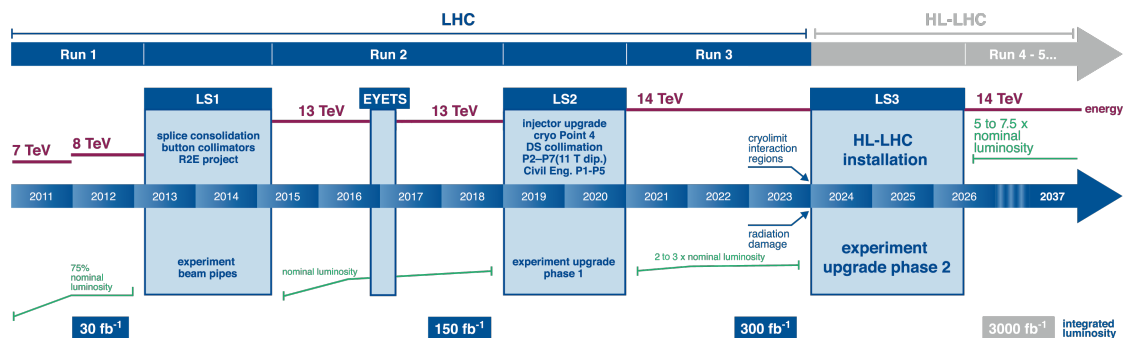 LHC
HL-LHC
Run 1
Run 2
Run 3
Run 4 - 5...
LS1
EYETS
LS2
LS3
7 TeV
8 TeV
13 TeV
13 TeV
14 TeV
14 TeV
energy
splice consolidation
button collimators
R2E project
injector upgrade
cryo Point 4
DS collimation
P2–P7(11 T dip.)
Civil Eng. P1-P5
cryolimit
interaction
regions
HL-LHC
installation
5 to 7.5 x
nominal
luminosity
2011
2012
2013
2014
2015
2016
2017
2018
2019
2020
2021
2022
2023
2024
2025
2026
2037
75%
nominal
luminosity
experiment
beam pipes
nominal luminosity
experiment upgrade
phase 1
2 to 3 x nominal luminosity
radiation
damage
experiment
upgrade phase 2
30 fb-1
150 fb-1
300 fb-1
3000 fb-1
integrated
luminosity